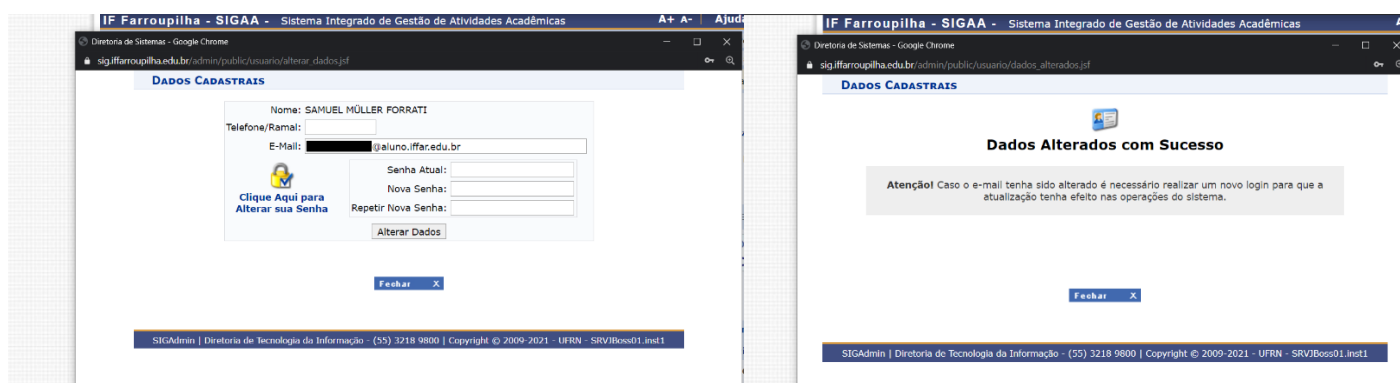 IF Farroupilha - SIGAA - Sistema Integrado de Gestão de Atividades Acadêmicas A+ A- | Ajuda
Diretoria de Sistemas - Google Chrome
sig.iffarroupilha.edu.br/admin/public/usuario/alterar_dados.jsf
DADOS CADASTRAIS
Nome: SAMUEL MÜLLER FORRATI
Telefone/Ramal:
E-Mail: @aluno.iffar.edu.br
Clique Aqui para
Alterar sua Senha
Senha Atual:
Nova Senha:
Repetir Nova Senha:
Alterar Dados
Fechar X
SIGAdmin | Diretoria de Tecnologia da Informação - (55) 3218 9800 | Copyright © 2009-2021 - UFRN - SRVJBoss01.inst1
IF Farroupilha - SIGAA - Sistema Integrado de Gestão de Atividades Acadêmicas A
Diretoria de Sistemas - Google Chrome
sig.iffarroupilha.edu.br/admin/public/usuario/dados_alterados.jsf
DADOS CADASTRAIS
Dados Alterados com Sucesso
Atenção! Caso o e-mail tenha sido alterado é necessário realizar um novo login para que a
atualização tenha efeito nas operações do sistema.
Fechar X
SIGAdmin | Diretoria de Tecnologia da Informação - (55) 3218 9800 | Copyright © 2009-2021 - UFRN - SRVJBoss01.inst1